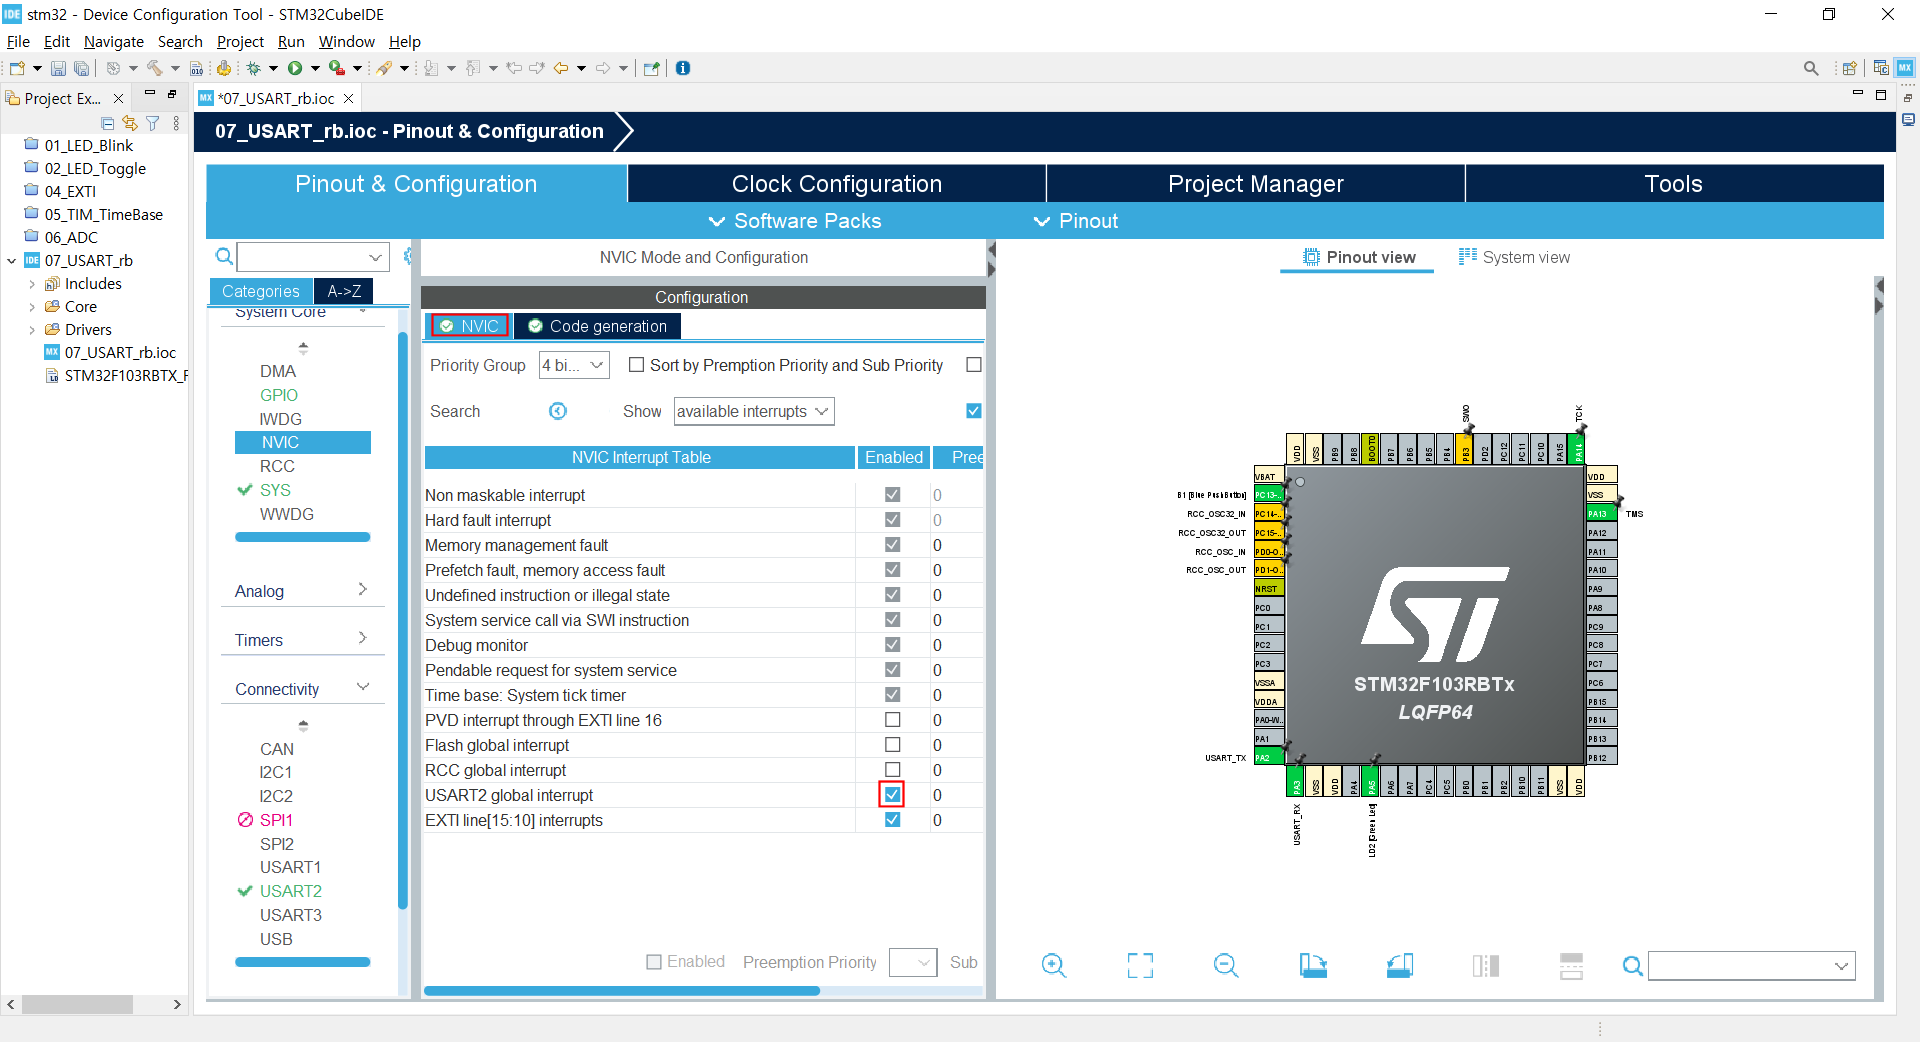 IDE stm32 - Device Configuration Tool - STM32CubeIDE
File Edit Navigate Search Project Run Window Help
010
MX
Project Ex...
MX *07_USART_rb.ioc
01_LED_Blink
02_LED_Toggle
04_EXTI
05_TIM_TimeBase
06_ADC
IDE 07_USART_rb
Includes
Core
Drivers
MX 07_USART_rb.ioc
STM32F103RBTX_F
07_USART_rb.ioc - Pinout & Configuration
Pinout & Configuration
Clock Configuration
Project Manager
Tools
Software Packs
Pinout
Categories
A->Z
System Core
DMA
GPIO
IWDG
NVIC
RCC
SYS
WWDG
Analog
Timers
Connectivity
CAN
I2C1
I2C2
SPI1
SPI2
USART1
USART2
USART3
USB
NVIC Mode and Configuration
Configuration
NVIC
Code generation
Priority Group 4 bi... Sort by Premption Priority and Sub Priority
Search Show available interrupts
NVIC Interrupt Table Enabled Pree
Non maskable interrupt 0
Hard fault interrupt 0
Memory management fault 0
Prefetch fault, memory access fault 0
Undefined instruction or illegal state 0
System service call via SWI instruction 0
Debug monitor 0
Pendable request for system service 0
Time base: System tick timer 0
PVD interrupt through EXTI line 16 0
Flash global interrupt 0
RCC global interrupt 0
USART2 global interrupt 0
EXTI line[15:10] interrupts 0
Enabled Preemption Priority Sub
Pinout view
System view
SWO
TCK
VDD
VSS
PB9
PB8
BOOT0
PB7
PB6
PB5
PB4
PB3
PD2
PC12
PC11
PC10
PA15
PA14
VBAT
B1 [Blue PushButton] PC13-..
RCC_OSC32_IN PC14-..
RCC_OSC32_OUT PC15-..
RCC_OSC_IN PD0-O..
RCC_OSC_OUT PD1-O..
NRST
PC0
PC1
PC2
PC3
VSSA
VDDA
PA0-W..
PA1
USART_TX PA2
VDD
VSS
PA13 TMS
PA12
PA11
PA10
PA9
PA8
PC9
PC8
PC7
PC6
PB15
PB14
PB13
PB12
ST
STM32F103RBTx
LQFP64
PA3
VSS
VDD
PA4
PA5
PA6
PA7
PC4
PC5
PB0
PB1
PB2
PB10
PB11
VSS
VDD
USART_RX
LD2 [Green Led]